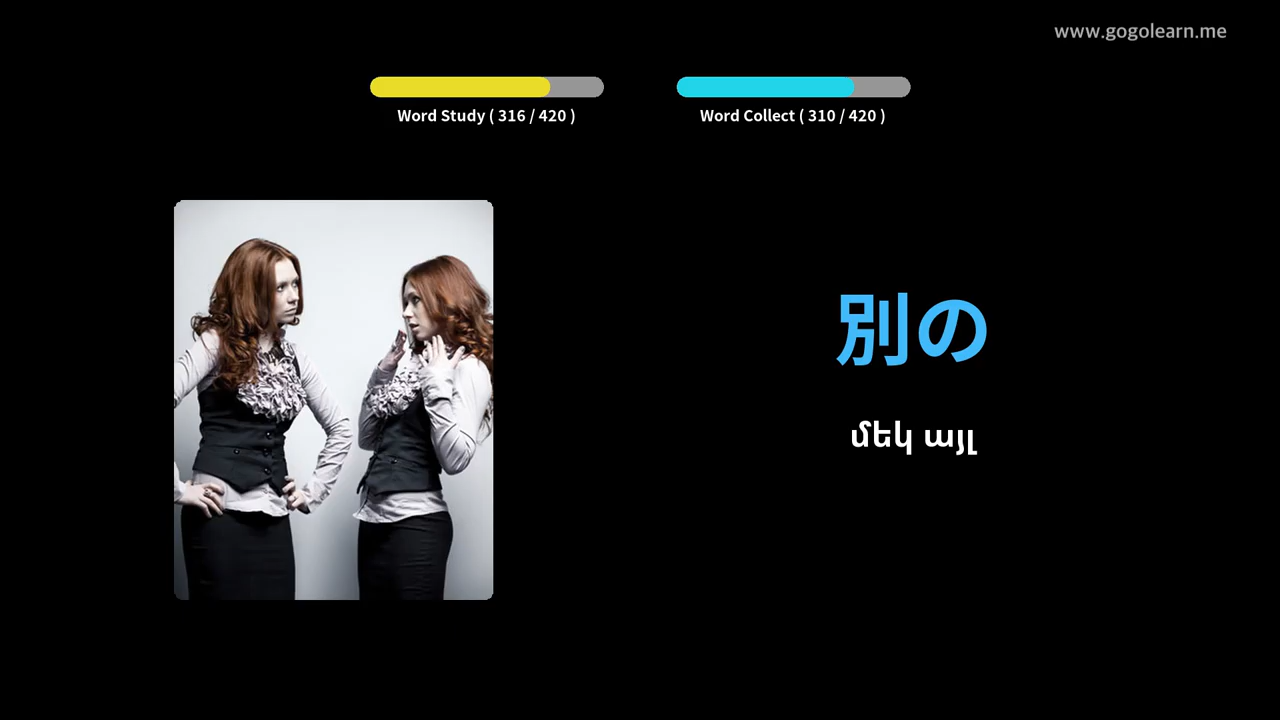 www.gogolearn.me
Word Study ( 316 / 420 )
Word Collect ( 310 / 420 )
別の
մեկ այլ